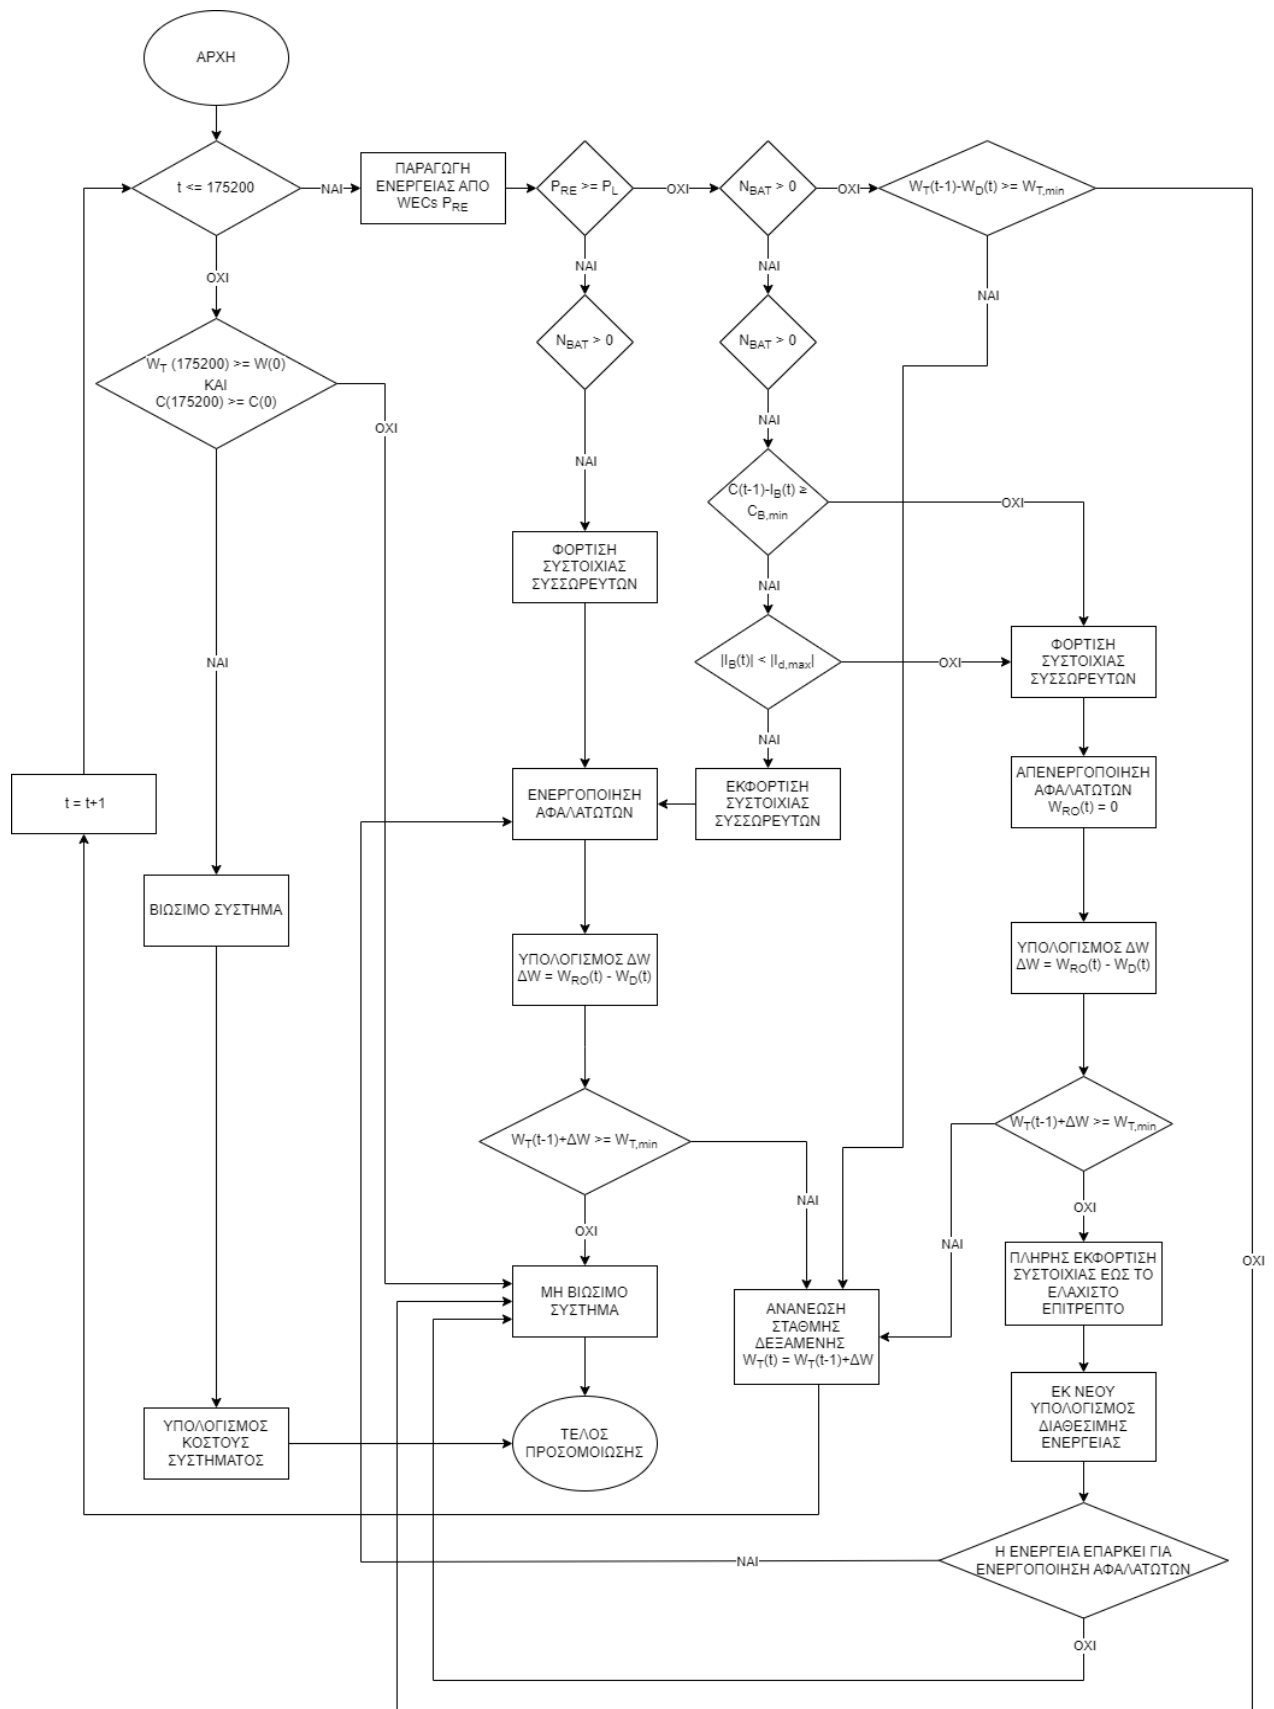 ΑΡΧΗ
t <= 175200
ΝΑΙ
ΠΑΡΑΓΩΓΗ
ΕΝΕΡΓΕΙΑΣ ΑΠΟ
WECs P_RE
P_RE >= P_L
ΟΧΙ
N_BAT > 0
ΟΧΙ
W_T(t-1)-W_D(t) >= W_T,min
ΟΧΙ
ΝΑΙ
ΝΑΙ
ΝΑΙ
W_T (175200) >= W(0)
ΚΑΙ
C(175200) >= C(0)
ΟΧΙ
N_BAT > 0
N_BAT > 0
ΝΑΙ
ΝΑΙ
C(t-1)-I_B(t) ≥
C_B,min
ΟΧΙ
ΦΟΡΤΙΣΗ
ΣΥΣΤΟΙΧΙΑΣ
ΣΥΣΣΩΡΕΥΤΩΝ
ΝΑΙ
|I_B(t)| < |I_d,max|
ΟΧΙ
ΦΟΡΤΙΣΗ
ΣΥΣΤΟΙΧΙΑΣ
ΣΥΣΣΩΡΕΥΤΩΝ
ΝΑΙ
ΝΑΙ
t = t+1
ΕΝΕΡΓΟΠΟΙΗΣΗ
ΑΦΑΛΑΤΩΤΩΝ
ΕΚΦΟΡΤΙΣΗ
ΣΥΣΤΟΙΧΙΑΣ
ΣΥΣΣΩΡΕΥΤΩΝ
ΑΠΕΝΕΡΓΟΠΟΙΗΣΗ
ΑΦΑΛΑΤΩΤΩΝ
W_RO(t) = 0
ΒΙΩΣΙΜΟ ΣΥΣΤΗΜΑ
ΥΠΟΛΟΓΙΣΜΟΣ ΔW
ΔW = W_RO(t) - W_D(t)
ΥΠΟΛΟΓΙΣΜΟΣ ΔW
ΔW = W_RO(t) - W_D(t)
W_T(t-1)+ΔW >= W_T,min
W_T(t-1)+ΔW >= W_T,min
ΝΑΙ
ΟΧΙ
ΟΧΙ
ΝΑΙ
ΟΧΙ
ΜΗ ΒΙΩΣΙΜΟ
ΣΥΣΤΗΜΑ
ΑΝΑΝΕΩΣΗ
ΣΤΑΘΜΗΣ
ΔΕΞΑΜΕΝΗΣ
W_T(t) = W_T(t-1)+ΔW
ΠΛΗΡΗΣ ΕΚΦΟΡΤΙΣΗ
ΣΥΣΤΟΙΧΙΑΣ ΕΩΣ ΤΟ
ΕΛΑΧΙΣΤΟ
ΕΠΙΤΡΕΠΤΟ
ΥΠΟΛΟΓΙΣΜΟΣ
ΚΟΣΤΟΥΣ
ΣΥΣΤΗΜΑΤΟΣ
ΤΕΛΟΣ
ΠΡΟΣΟΜΟΙΩΣΗΣ
ΕΚ ΝΕΟΥ
ΥΠΟΛΟΓΙΣΜΟΣ
ΔΙΑΘΕΣΙΜΗΣ
ΕΝΕΡΓΕΙΑΣ
Η ΕΝΕΡΓΕΙΑ ΕΠΑΡΚΕΙ ΓΙΑ
ΕΝΕΡΓΟΠΟΙΗΣΗ ΑΦΑΛΑΤΩΤΩΝ
ΝΑΙ
ΟΧΙ